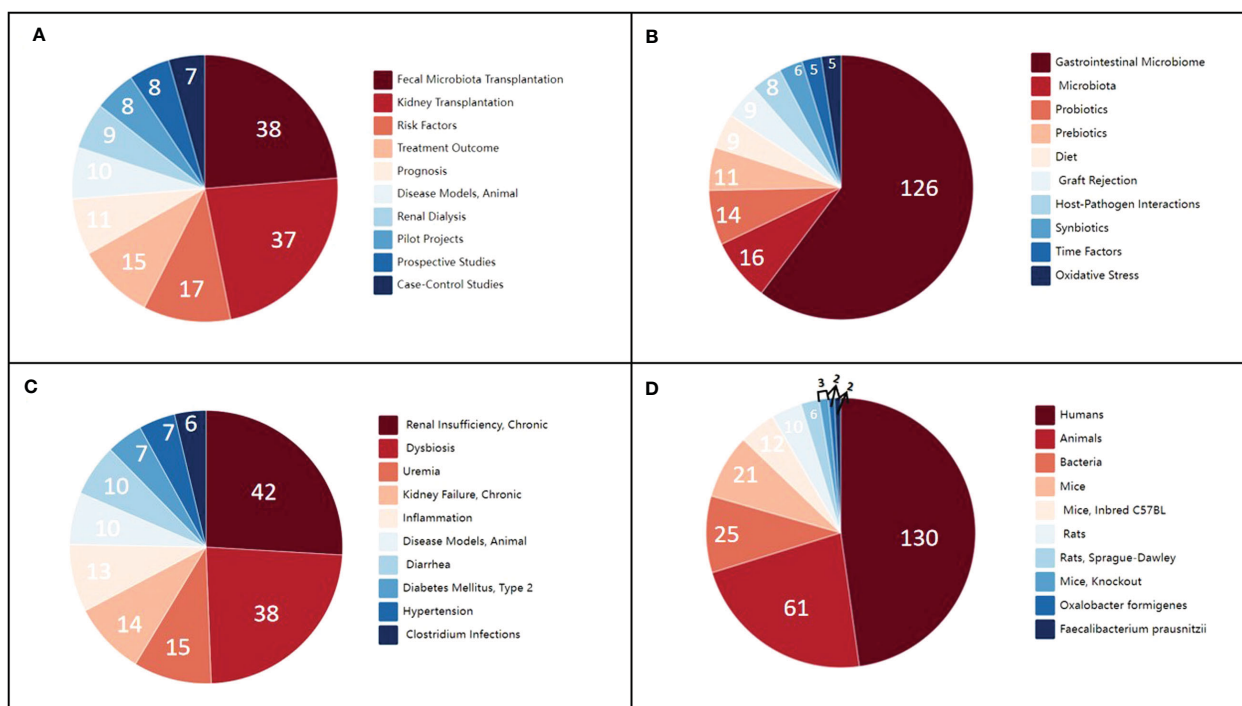 A
7
8
8
9
10
11
15
17
37
38
Fecal Microbiota Transplantation
Kidney Transplantation
Risk Factors
Treatment Outcome
Prognosis
Disease Models, Animal
Renal Dialysis
Pilot Projects
Prospective Studies
Case-Control Studies
B
5
5
6
8
9
9
11
14
16
126
Gastrointestinal Microbiome
Microbiota
Probiotics
Prebiotics
Diet
Graft Rejection
Host-Pathogen Interactions
Synbiotics
Time Factors
Oxidative Stress
C
6
7
7
10
10
13
14
15
38
42
Renal Insufficiency, Chronic
Dysbiosis
Uremia
Kidney Failure, Chronic
Inflammation
Disease Models, Animal
Diarrhea
Diabetes Mellitus, Type 2
Hypertension
Clostridium Infections
D
3
2
2
6
10
12
21
25
61
130
Humans
Animals
Bacteria
Mice
Mice, Inbred C57BL
Rats
Rats, Sprague-Dawley
Mice, Knockout
Oxalobacter formigenes
Faecalibacterium prausnitzii